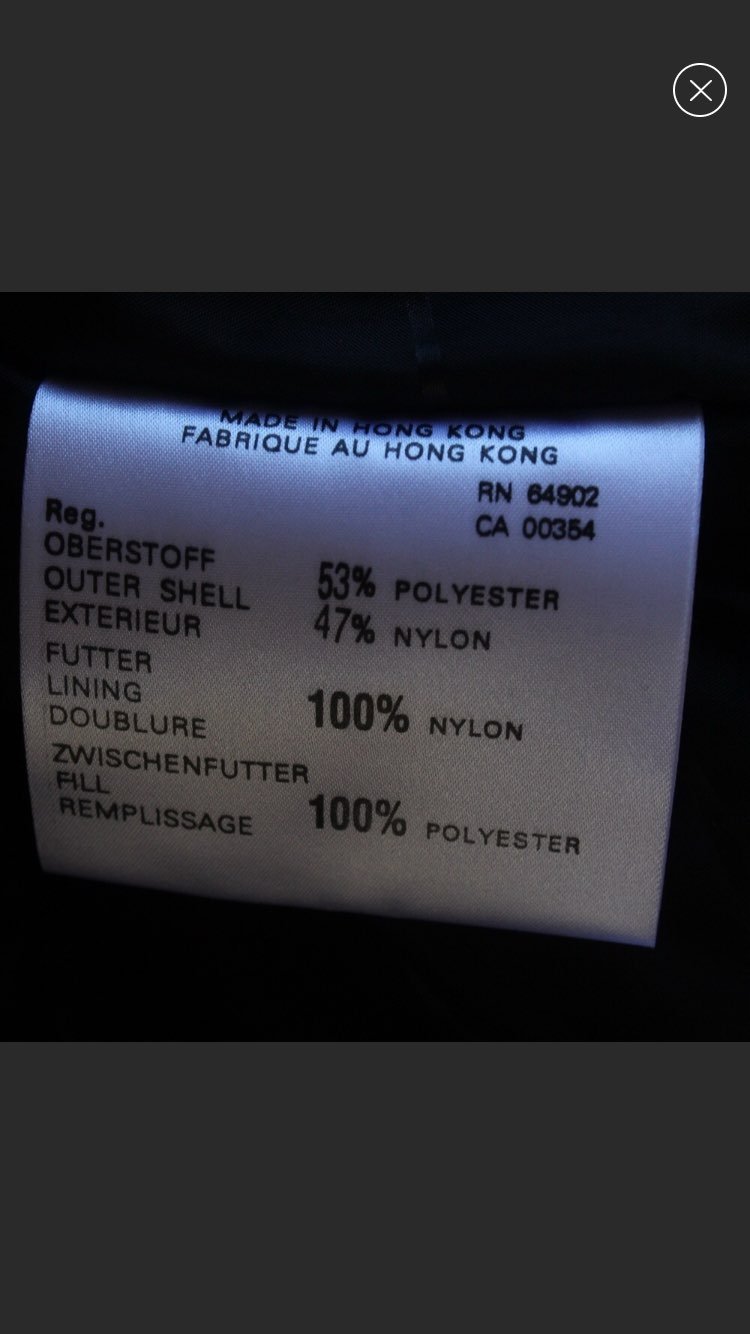 MADE IN HONG KONG
FABRIQUE AU HONG KONG
RN 64902
CA 00354
Reg.
OBERSTOFF
OUTER SHELL 53% POLYESTER
EXTERIEUR 47% NYLON
FUTTER
LINING
DOUBLURE 100% NYLON
ZWISCHENFUTTER
FILL
REMPLISSAGE 100% POLYESTER